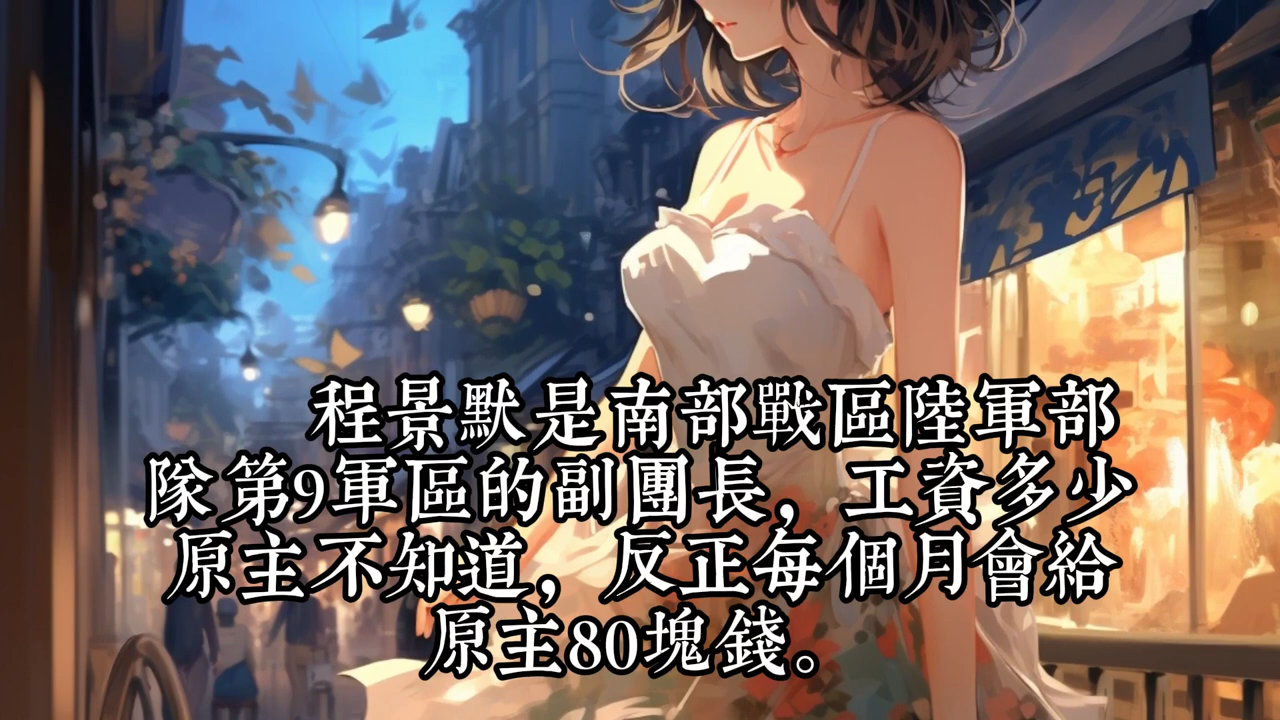 程景默是南部戰區陸軍部
隊第9軍區的副團長，工資多少
原主不知道，反正每個月會給
原主80塊錢。